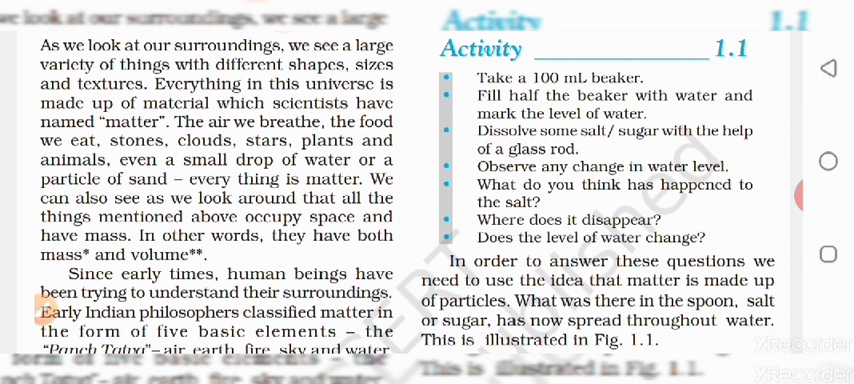 As we look at our surroundings, we see a large
variety of things with different shapes, sizes
and textures. Everything in this universe is
made up of material which scientists have
named “matter”. The air we breathe, the food
we eat, stones, clouds, stars, plants and
animals, even a small drop of water or a
particle of sand – every thing is matter. We
can also see as we look around that all the
things mentioned above occupy space and
have mass. In other words, they have both
mass* and volume**.
Since early times, human beings have
been trying to understand their surroundings.
Early Indian philosophers classified matter in
the form of five basic elements – the
“Panch Tatva”– air, earth, fire, sky and water
Activity 1.1
• Take a 100 mL beaker.
• Fill half the beaker with water and
mark the level of water.
• Dissolve some salt/ sugar with the help
of a glass rod.
• Observe any change in water level.
• What do you think has happened to
the salt?
• Where does it disappear?
• Does the level of water change?
In order to answer these questions we
need to use the idea that matter is made up
of particles. What was there in the spoon, salt
or sugar, has now spread throughout water.
This is illustrated in Fig. 1.1.
XRecorder